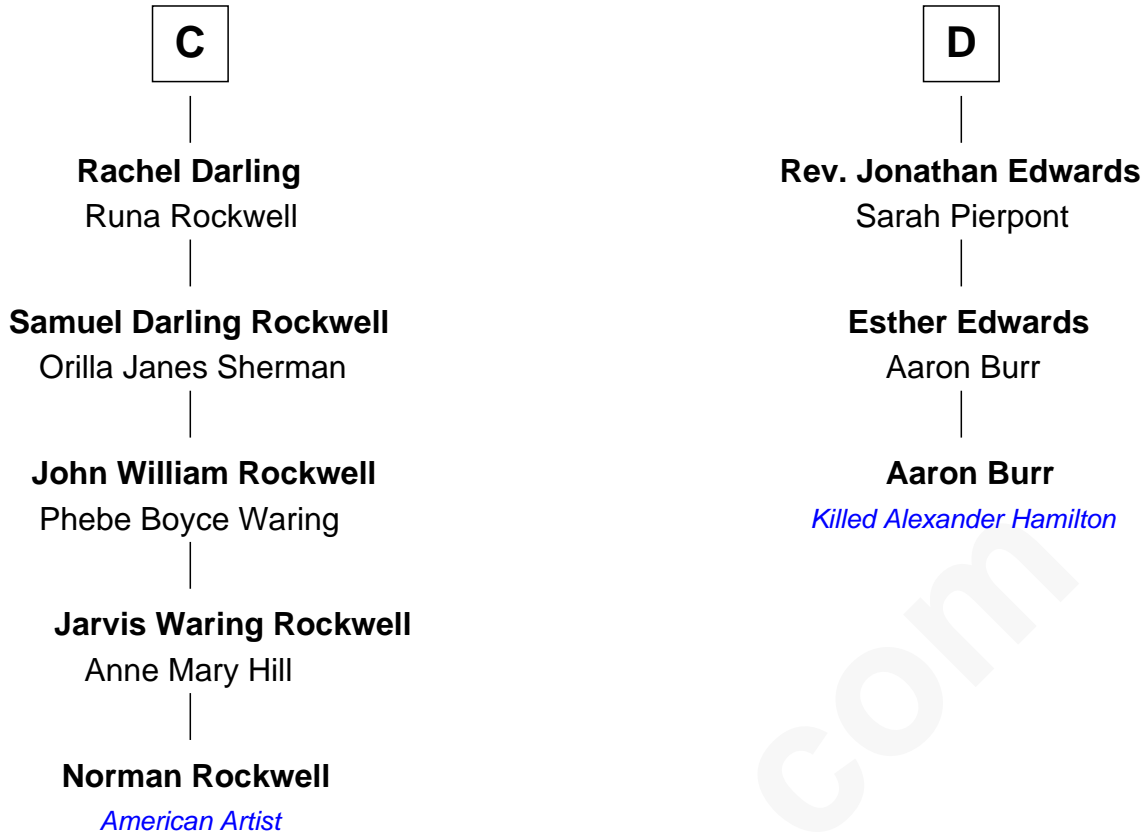 C
Rachel Darling
Runa Rockwell
Samuel Darling Rockwell
Orilla Janes Sherman
John William Rockwell
Phebe Boyce Waring
Jarvis Waring Rockwell
Anne Mary Hill
Norman Rockwell
American Artist
D
Rev. Jonathan Edwards
Sarah Pierpont
Esther Edwards
Aaron Burr
Aaron Burr
Killed Alexander Hamilton
com